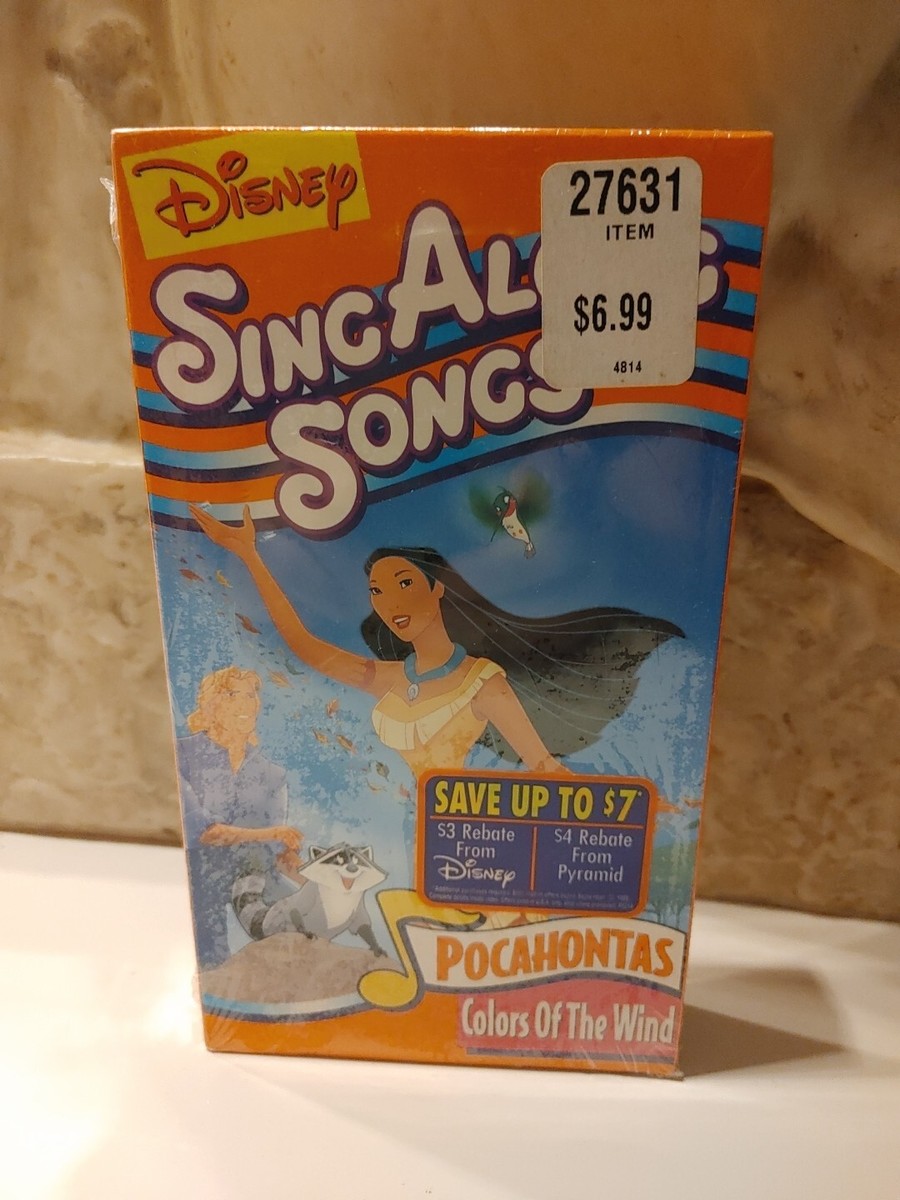 Disney
27631
ITEM
$6.99
4814
SING ALONG
SONGS
SAVE UP TO $7*
$3 Rebate
From
Disney
$4 Rebate
From
Pyramid
POCAHONTAS
Colors Of The Wind